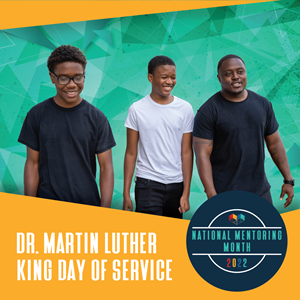 DR. MARTIN LUTHER
KING DAY OF SERVICE
NATIONAL MENTORING
MONTH
2022